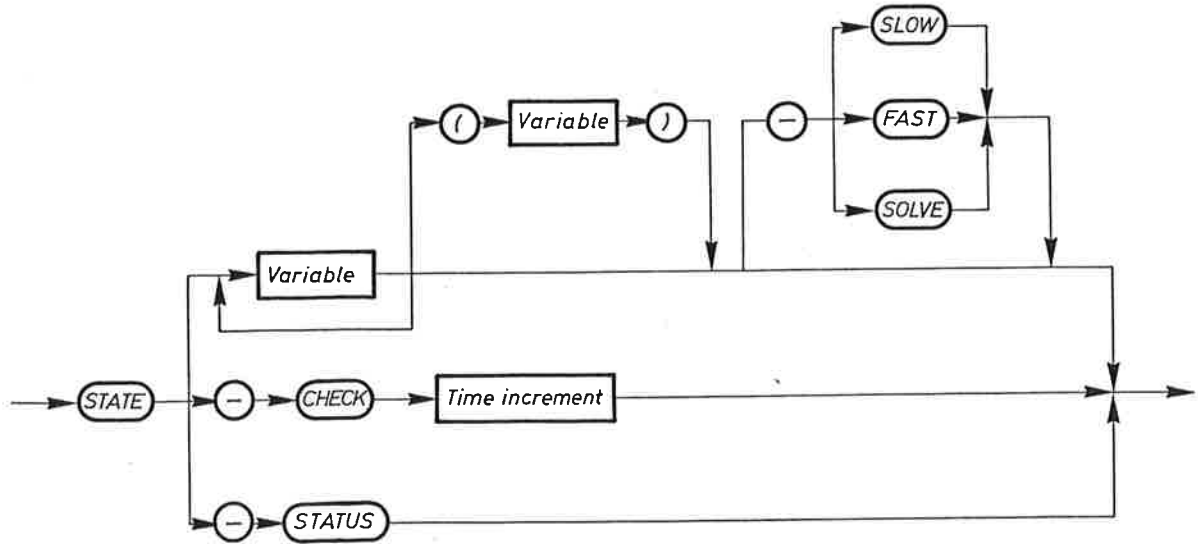 SLOW
( Variable ) - FAST
SOLVE
Variable
STATE - CHECK Time increment
- STATUS